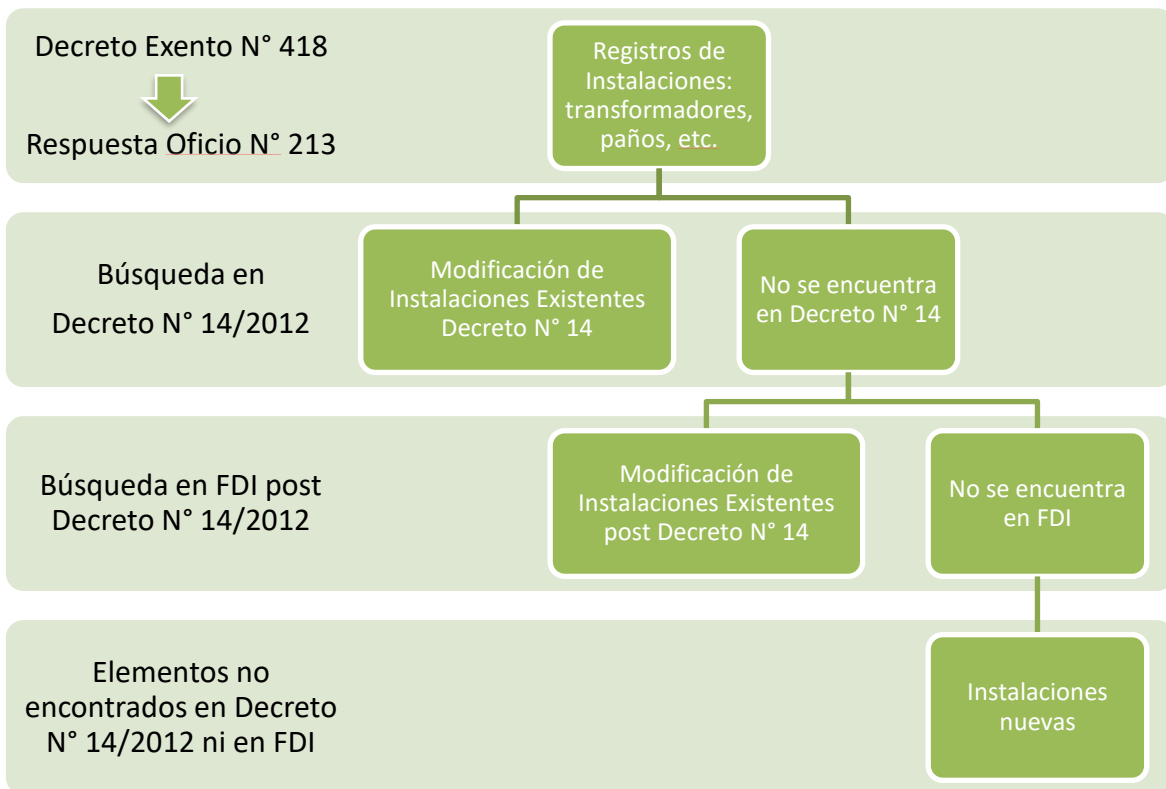 Decreto Exento N° 418
Respuesta Oficio N° 213
Registros de
Instalaciones:
transformadores,
paños, etc.
Búsqueda en
Decreto N° 14/2012
Modificación de
Instalaciones Existentes
Decreto N° 14
No se encuentra
en Decreto N° 14
Búsqueda en FDI post
Decreto N° 14/2012
Modificación de
Instalaciones Existentes
post Decreto N° 14
No se encuentra
en FDI
Elementos no
encontrados en Decreto
N° 14/2012 ni en FDI
Instalaciones
nuevas